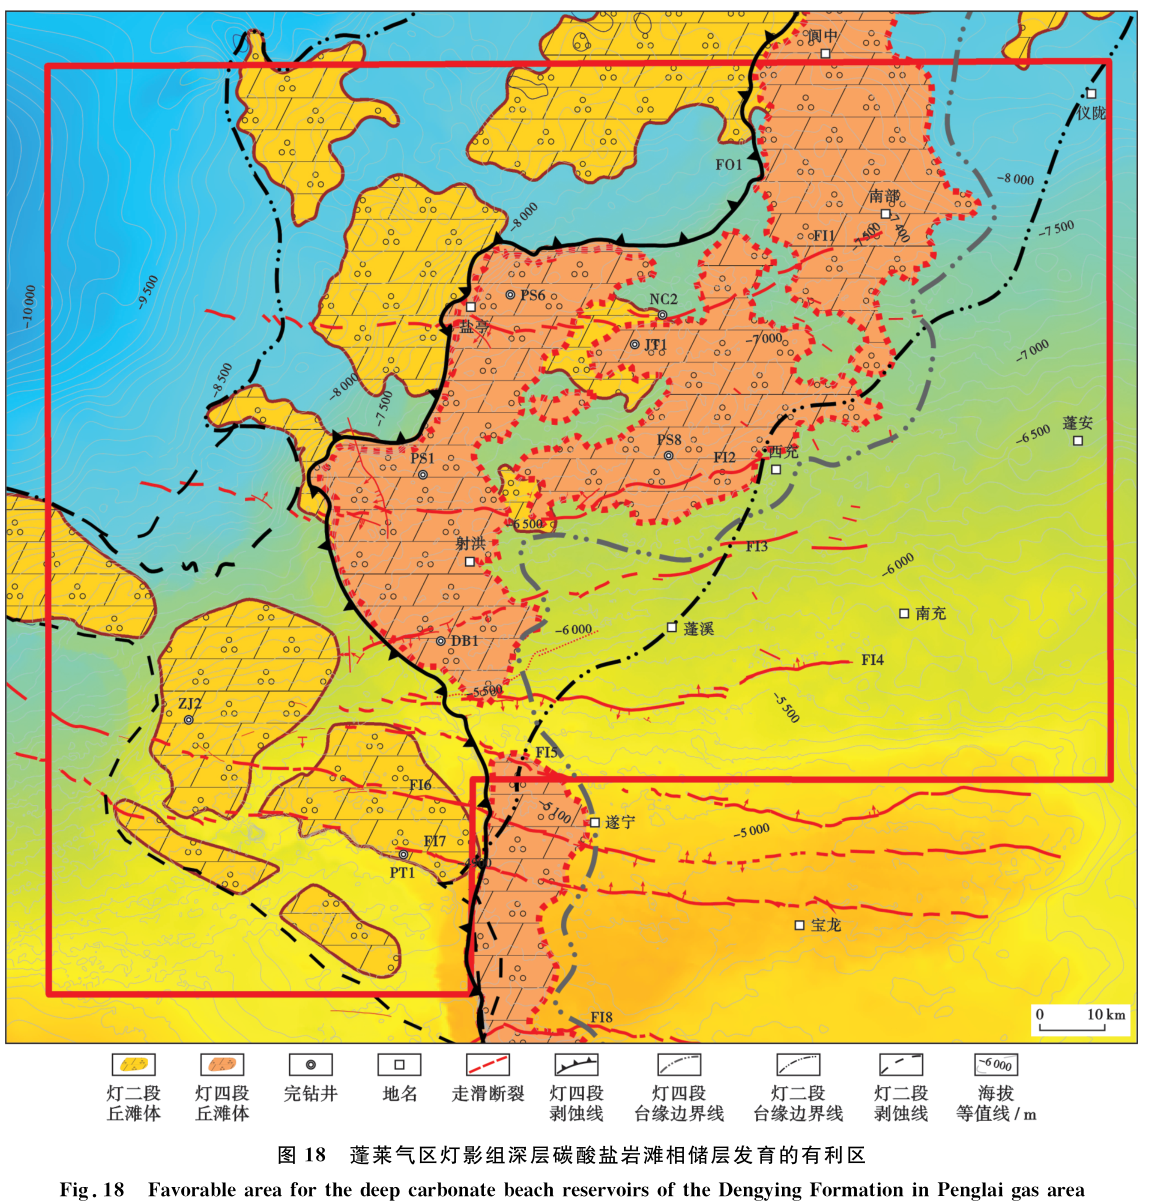 阆中
仪陇
FO1
-8 000
南部
-7 500
-7 400
FI1
-7 500
-8 000
-10 000
-9 500
PS6
NC2
盐亭
JT1
-7 000
-7 000
-8 500
-8 000
-7 500
蓬安
-6 500
PS8
PS1
FI2
西充
-6 500
射洪
FI3
-6 000
南充
-6 000
蓬溪
DB1
FI4
-5 500
-5 500
ZJ2
FI5
FI6
-5 100
遂宁
-5 000
FI7
PT1
宝龙
FI8
0 10 km
灯二段
丘滩体
灯四段
丘滩体
完钻井
地名
走滑断裂
灯四段
剥蚀线
灯四段
台缘边界线
灯二段
台缘边界线
灯二段
剥蚀线
-6 000
海拔
等值线/m
图 18 蓬莱气区灯影组深层碳酸盐岩滩相储层发育的有利区
Fig. 18 Favorable area for the deep carbonate beach reservoirs of the Dengying Formation in Penglai gas area